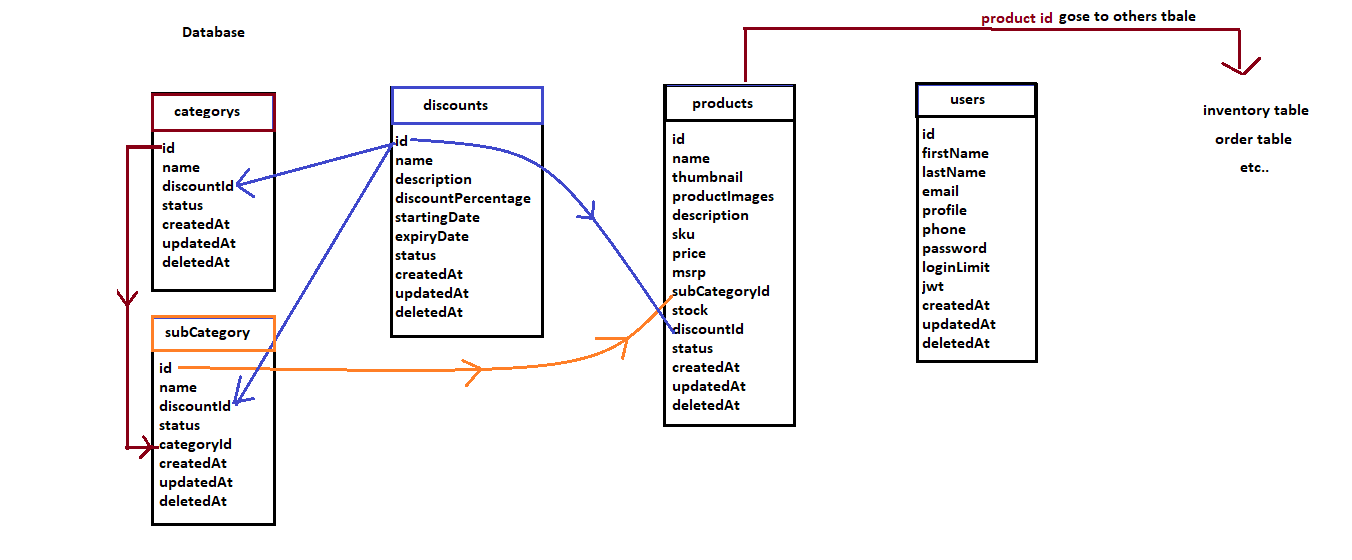 Database
product id gose to others tbale
categorys
id
name
discountId
status
createdAt
updatedAt
deletedAt
subCategory
id
name
discountId
status
categoryId
createdAt
updatedAt
deletedAt
discounts
id
name
description
discountPercentage
startingDate
expiryDate
status
createdAt
updatedAt
deletedAt
products
id
name
thumbnail
productImages
description
sku
price
msrp
subCategoryId
stock
discountId
status
createdAt
updatedAt
deletedAt
users
id
firstName
lastName
email
profile
phone
password
loginLimit
jwt
createdAt
updatedAt
deletedAt
inventory table
order table
etc..